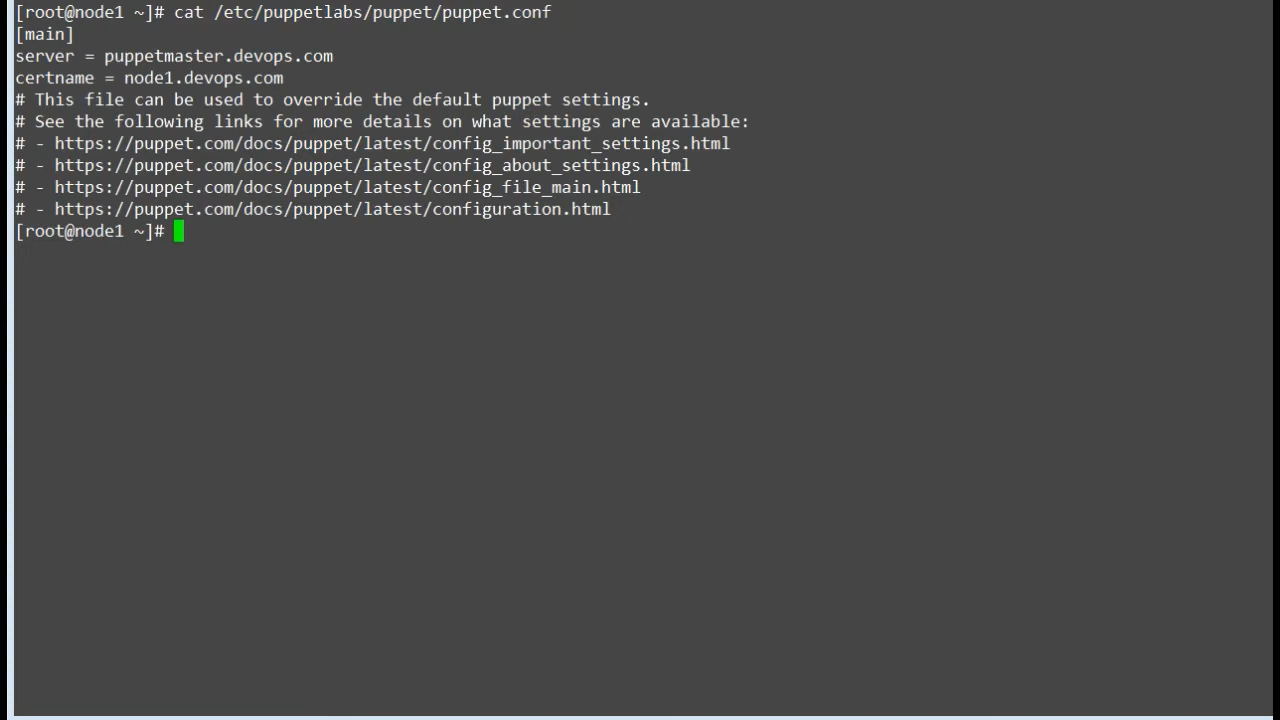 [root@node1 ~]# cat /etc/puppetlabs/puppet/puppet.conf
[main]
server = puppetmaster.devops.com
certname = node1.devops.com
# This file can be used to override the default puppet settings.
# See the following links for more details on what settings are available:
# - https://puppet.com/docs/puppet/latest/config_important_settings.html
# - https://puppet.com/docs/puppet/latest/config_about_settings.html
# - https://puppet.com/docs/puppet/latest/config_file_main.html
# - https://puppet.com/docs/puppet/latest/configuration.html
[root@node1 ~]#